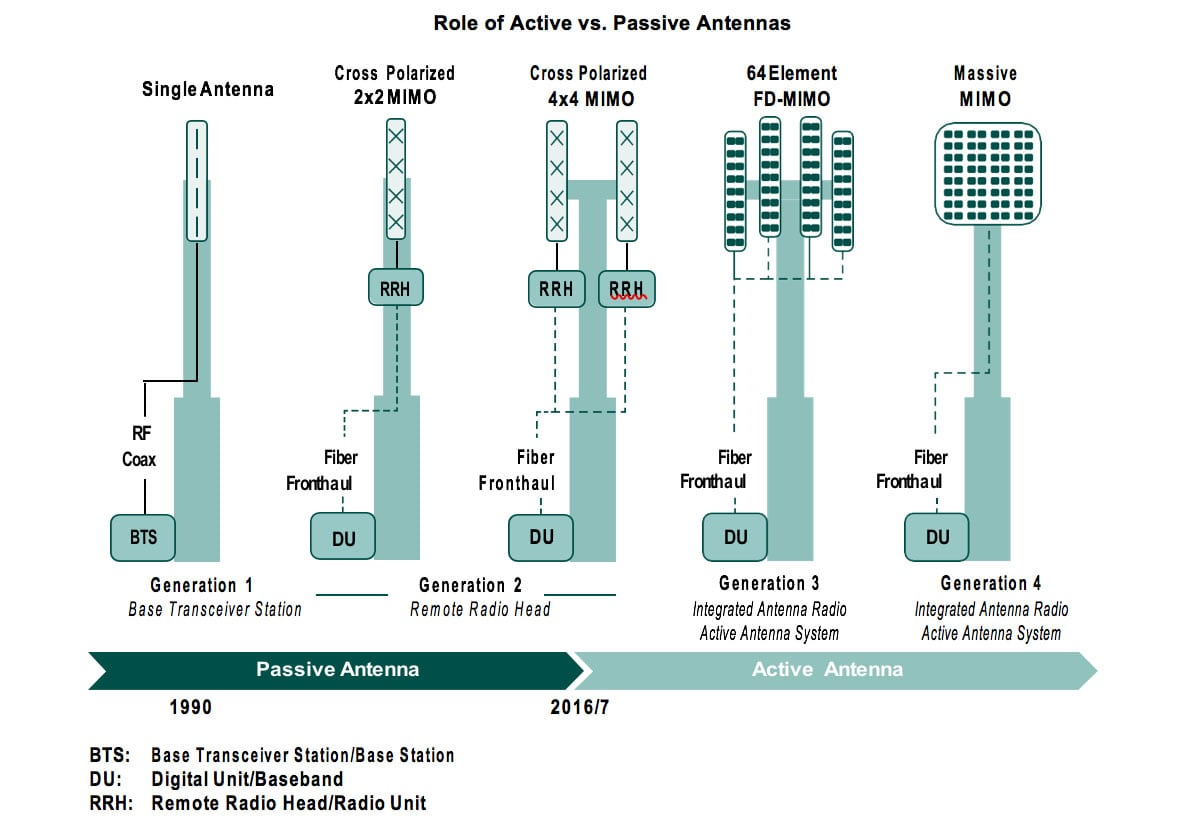 Role of Active vs. Passive Antennas
Single Antenna
Cross Polarized
2x2 MIMO
Cross Polarized
4x4 MIMO
64 Element
FD-MIMO
Massive
MIMO
RRH
RRH
RRH
RF
Coax
Fiber
Fronthaul
Fiber
Fronthaul
Fiber
Fronthaul
Fiber
Fronthaul
BTS
DU
DU
DU
DU
Generation 1
Base Transceiver Station
Generation 2
Remote Radio Head
Generation 3
Integrated Antenna Radio
Active Antenna System
Generation 4
Integrated Antenna Radio
Active Antenna System
Passive Antenna
Active Antenna
1990
2016/7
BTS: Base Transceiver Station/Base Station
DU: Digital Unit/Baseband
RRH: Remote Radio Head/Radio Unit